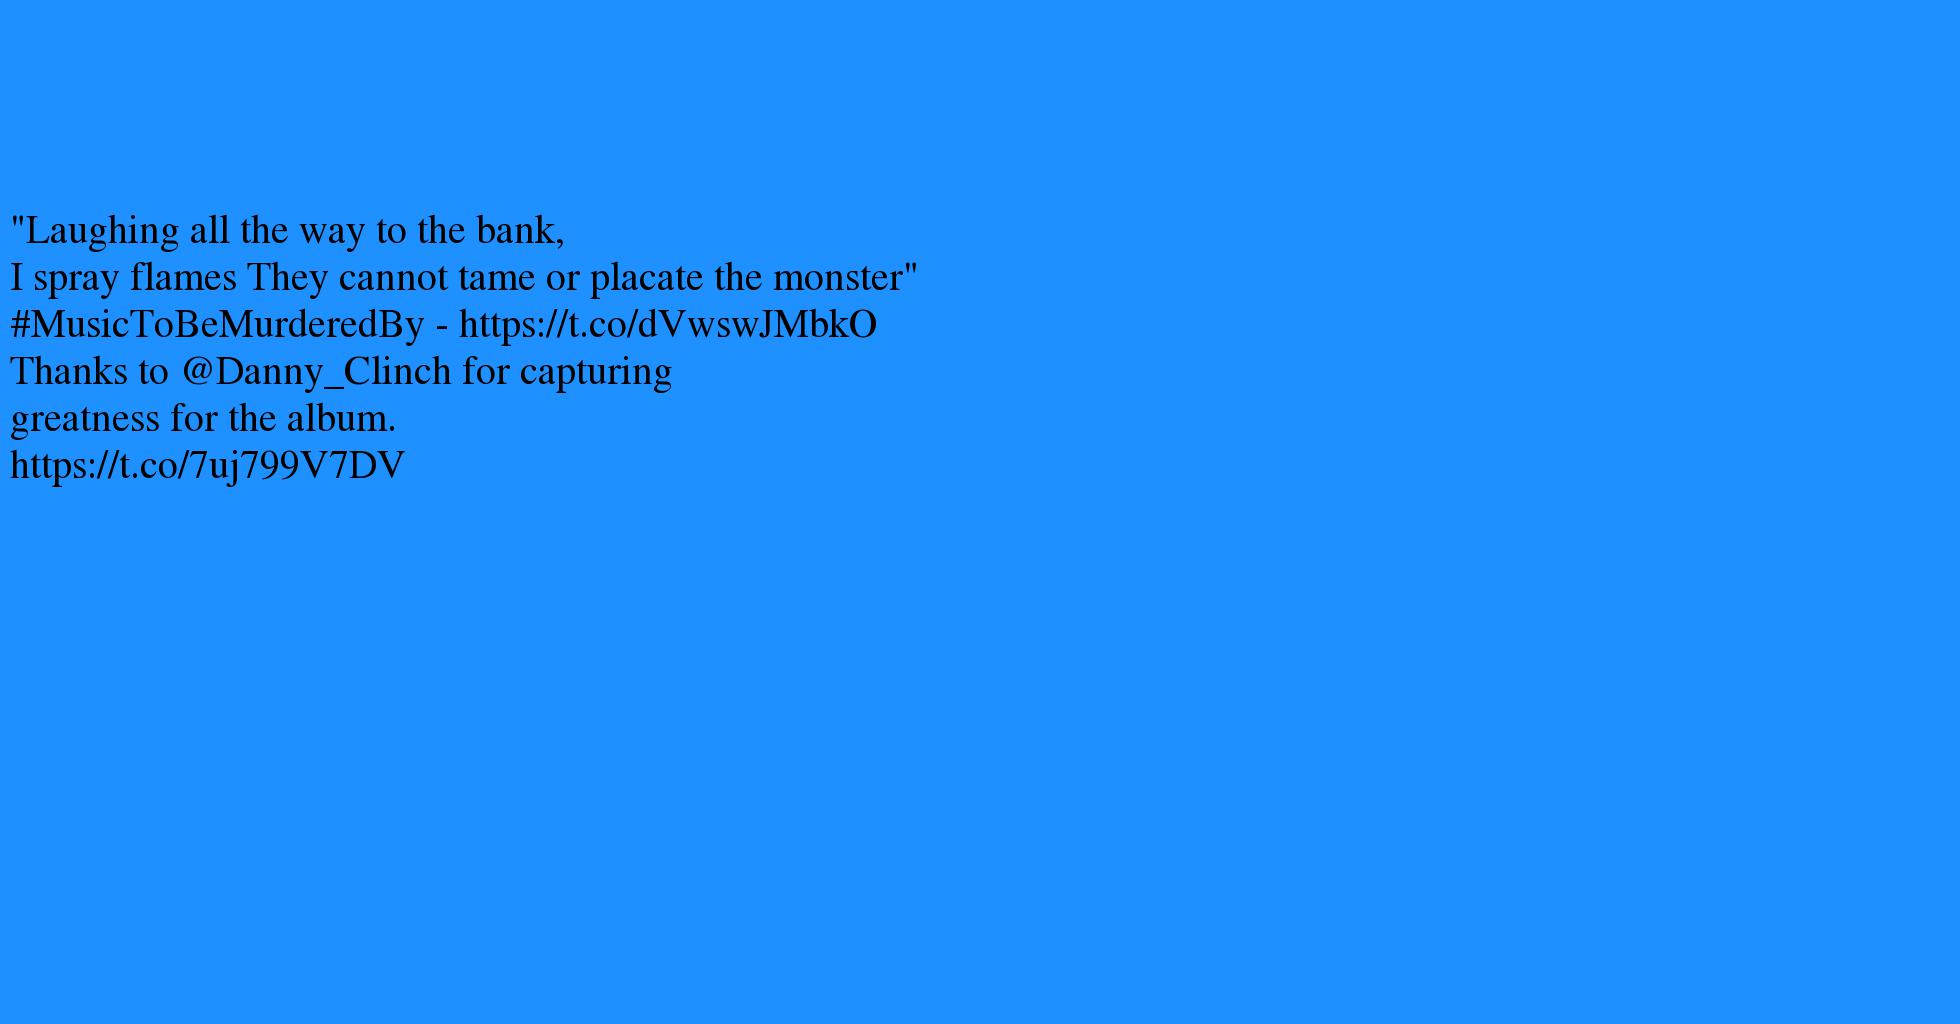 "Laughing all the way to the bank,
I spray flames They cannot tame or placate the monster"
#MusicToBeMurderedBy - https://t.co/dVwswJMbkO
Thanks to @Danny_Clinch for capturing
greatness for the album.
https://t.co/7uj799V7DV